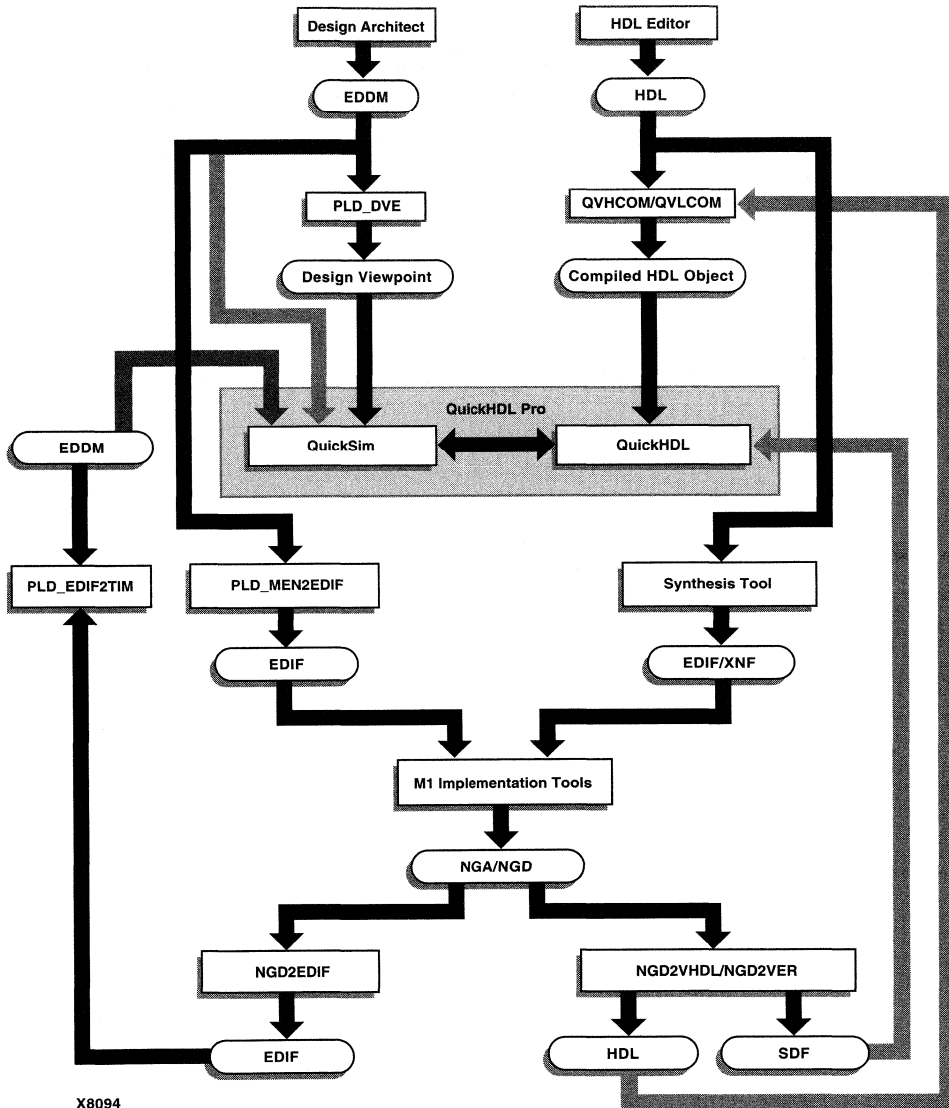 Design Architect
HDL Editor
EDDM
HDL
PLD_DVE
QVHCOM/QVLCOM
Design Viewpoint
Compiled HDL Object
QuickHDL Pro
EDDM
QuickSim
QuickHDL
PLD_EDIF2TIM
PLD_MEN2EDIF
Synthesis Tool
EDIF
EDIF/XNF
M1 Implementation Tools
NGA/NGD
NGD2EDIF
NGD2VHDL/NGD2VER
EDIF
HDL
SDF
X8094